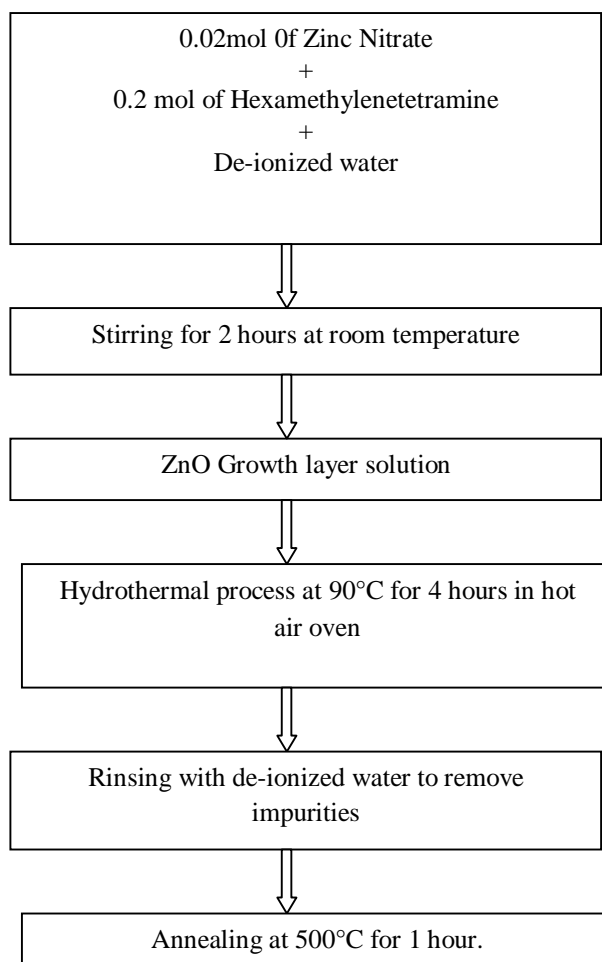 0.02mol 0f Zinc Nitrate
+
0.2 mol of Hexamethylenetetramine
+
De-ionized water
Stirring for 2 hours at room temperature
ZnO Growth layer solution
Hydrothermal process at 90°C for 4 hours in hot
air oven
Rinsing with de-ionized water to remove
impurities
Annealing at 500°C for 1 hour.